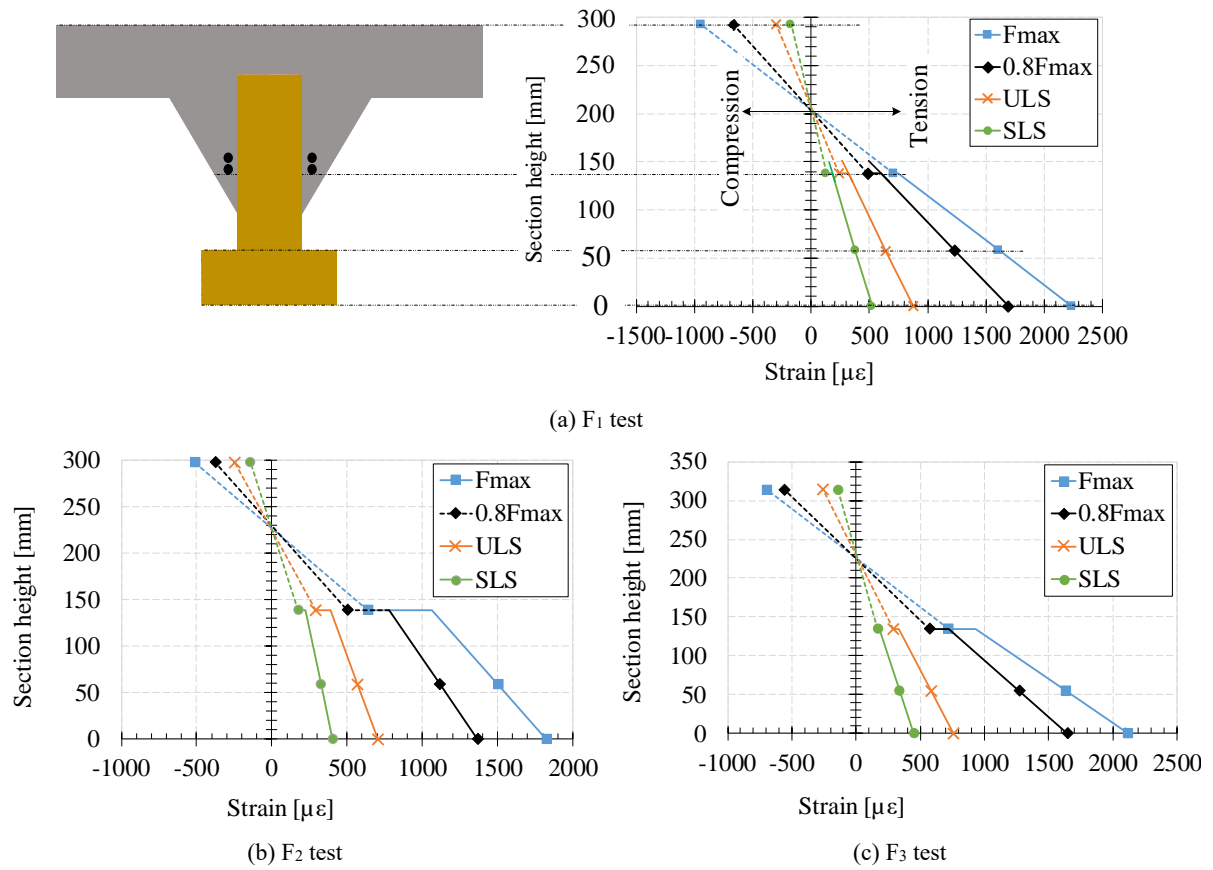 300
250
200
150
100
50
0
Section height [mm]
Compression
Tension
Fmax
0.8Fmax
ULS
SLS
-1500 -1000 -500 0 500 1000 1500 2000 2500
Strain [µε]
(a) F1 test
300
250
200
150
100
50
0
Section height [mm]
Fmax
0.8Fmax
ULS
SLS
-1000 -500 0 500 1000 1500 2000
Strain [µε]
(b) F2 test
350
300
250
200
150
100
50
0
Section height [mm]
Fmax
0.8Fmax
ULS
SLS
-1000 -500 0 500 1000 1500 2000 2500
Strain [µε]
(c) F3 test